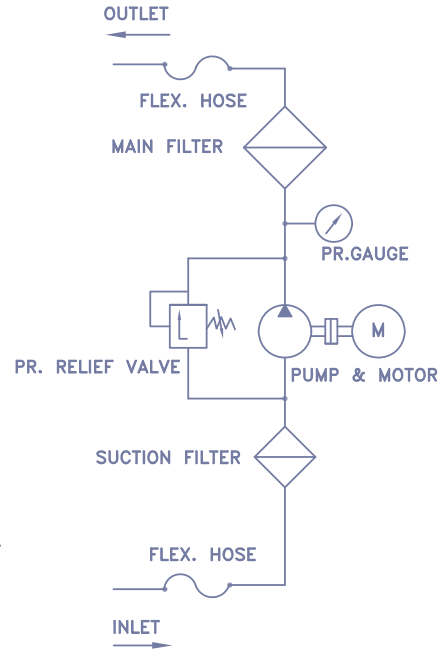 OUTLET
FLEX. HOSE
MAIN FILTER
PR.GAUGE
M
PR. RELIEF VALVE
PUMP & MOTOR
SUCTION FILTER
FLEX. HOSE
INLET